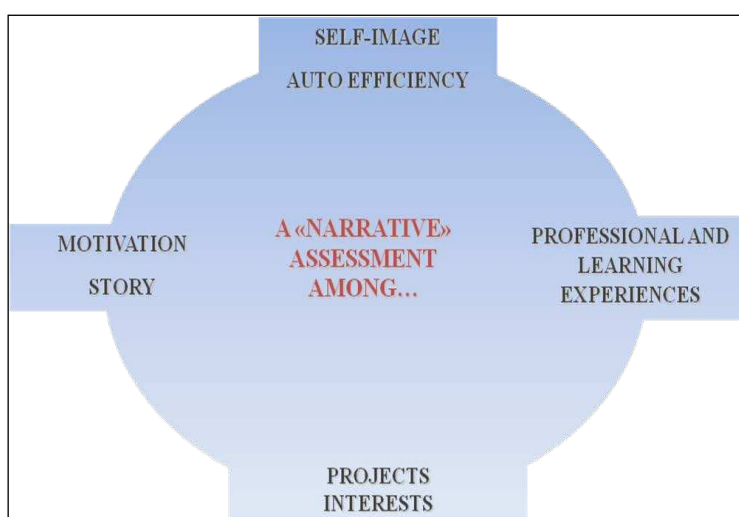 SELF-IMAGE
AUTO EFFICIENCY
MOTIVATION
STORY
A «NARRATIVE»
ASSESSMENT
AMONG...
PROFESSIONAL AND
LEARNING
EXPERIENCES
PROJECTS
INTERESTS